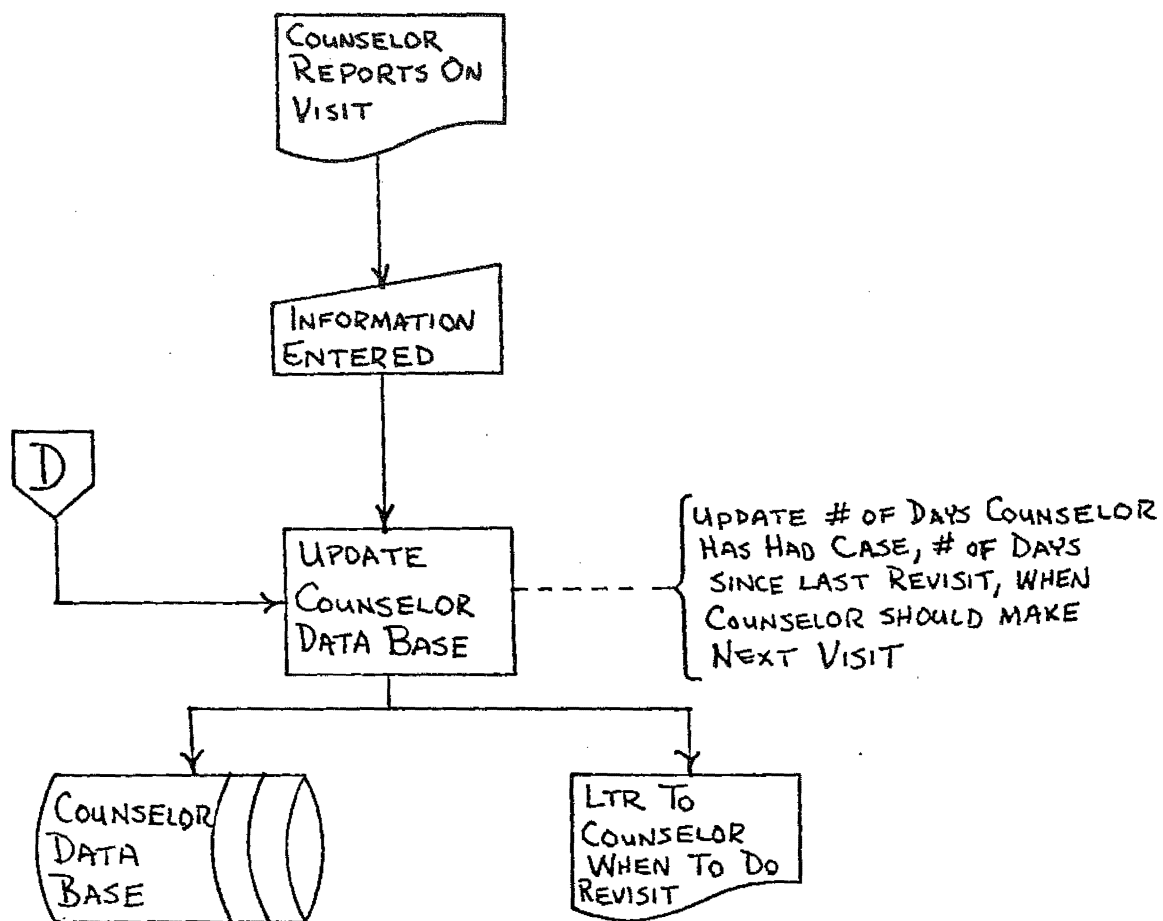 COUNSELOR
REPORTS ON
VISIT
INFORMATION
ENTERED
D
UPDATE
COUNSELOR
DATA BASE
UPDATE # OF DAYS COUNSELOR
HAS HAD CASE, # OF DAYS
SINCE LAST REVISIT, WHEN
COUNSELOR SHOULD MAKE
NEXT VISIT
COUNSELOR
DATA
BASE
LTR TO
COUNSELOR
WHEN TO DO
REVISIT